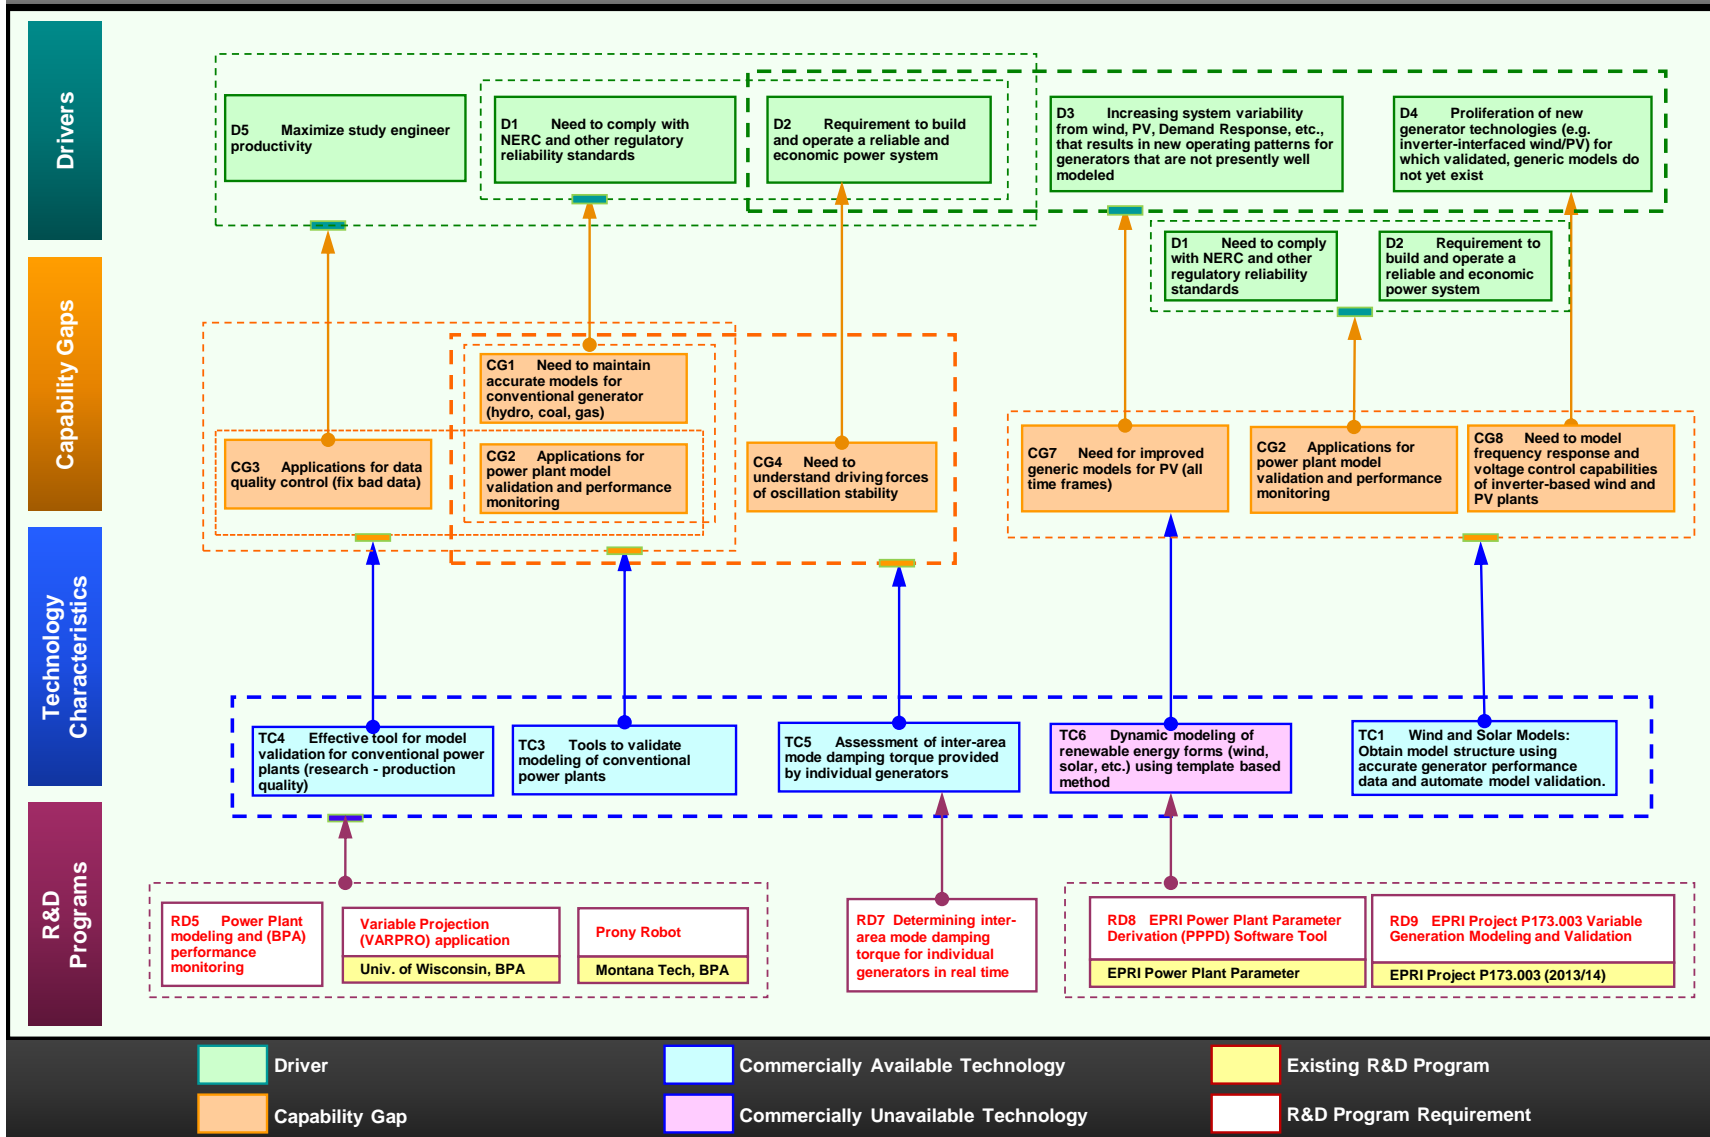 Drivers
D5 Maximize study engineer
productivity
D1 Need to comply with
NERC and other regulatory
reliability standards
D2 Requirement to build
and operate a reliable and
economic power system
D3 Increasing system variability
from wind, PV, Demand Response, etc.,
that results in new operating patterns for
generators that are not presently well
modeled
D4 Proliferation of new
generator technologies (e.g.
inverter-interfaced wind/PV) for
which validated, generic models do
not yet exist
D1 Need to comply
with NERC and other
regulatory reliability
standards
D2 Requirement to
build and operate a
reliable and economic
power system
Capability Gaps
CG1 Need to maintain
accurate models for
conventional generator
(hydro, coal, gas)
CG3 Applications for data
quality control (fix bad data)
CG2 Applications for
power plant model
validation and performance
monitoring
CG4 Need to
understand driving forces
of oscillation stability
CG7 Need for improved
generic models for PV (all
time frames)
CG2 Applications for
power plant model
validation and performance
monitoring
CG8 Need to model
frequency response and
voltage control capabilities
of inverter-based wind and
PV plants
Technology
Characteristics
TC4 Effective tool for model
validation for conventional power
plants (research - production
quality)
TC3 Tools to validate
modeling of conventional
power plants
TC5 Assessment of inter-area
mode damping torque provided
by individual generators
TC6 Dynamic modeling of
renewable energy forms (wind,
solar, etc.) using template based
method
TC1 Wind and Solar Models:
Obtain model structure using
accurate generator performance
data and automate model validation.
R&D
Programs
RD5 Power Plant
modeling and (BPA)
performance
monitoring
Variable Projection
(VARPRO) application
Univ. of Wisconsin, BPA
Prony Robot
Montana Tech, BPA
RD7 Determining inter-
area mode damping
torque for individual
generators in real time
RD8 EPRI Power Plant Parameter
Derivation (PPPD) Software Tool
EPRI Power Plant Parameter
RD9 EPRI Project P173.003 Variable
Generation Modeling and Validation
EPRI Project P173.003 (2013/14)
Driver
Commercially Available Technology
Existing R&D Program
Capability Gap
Commercially Unavailable Technology
R&D Program Requirement